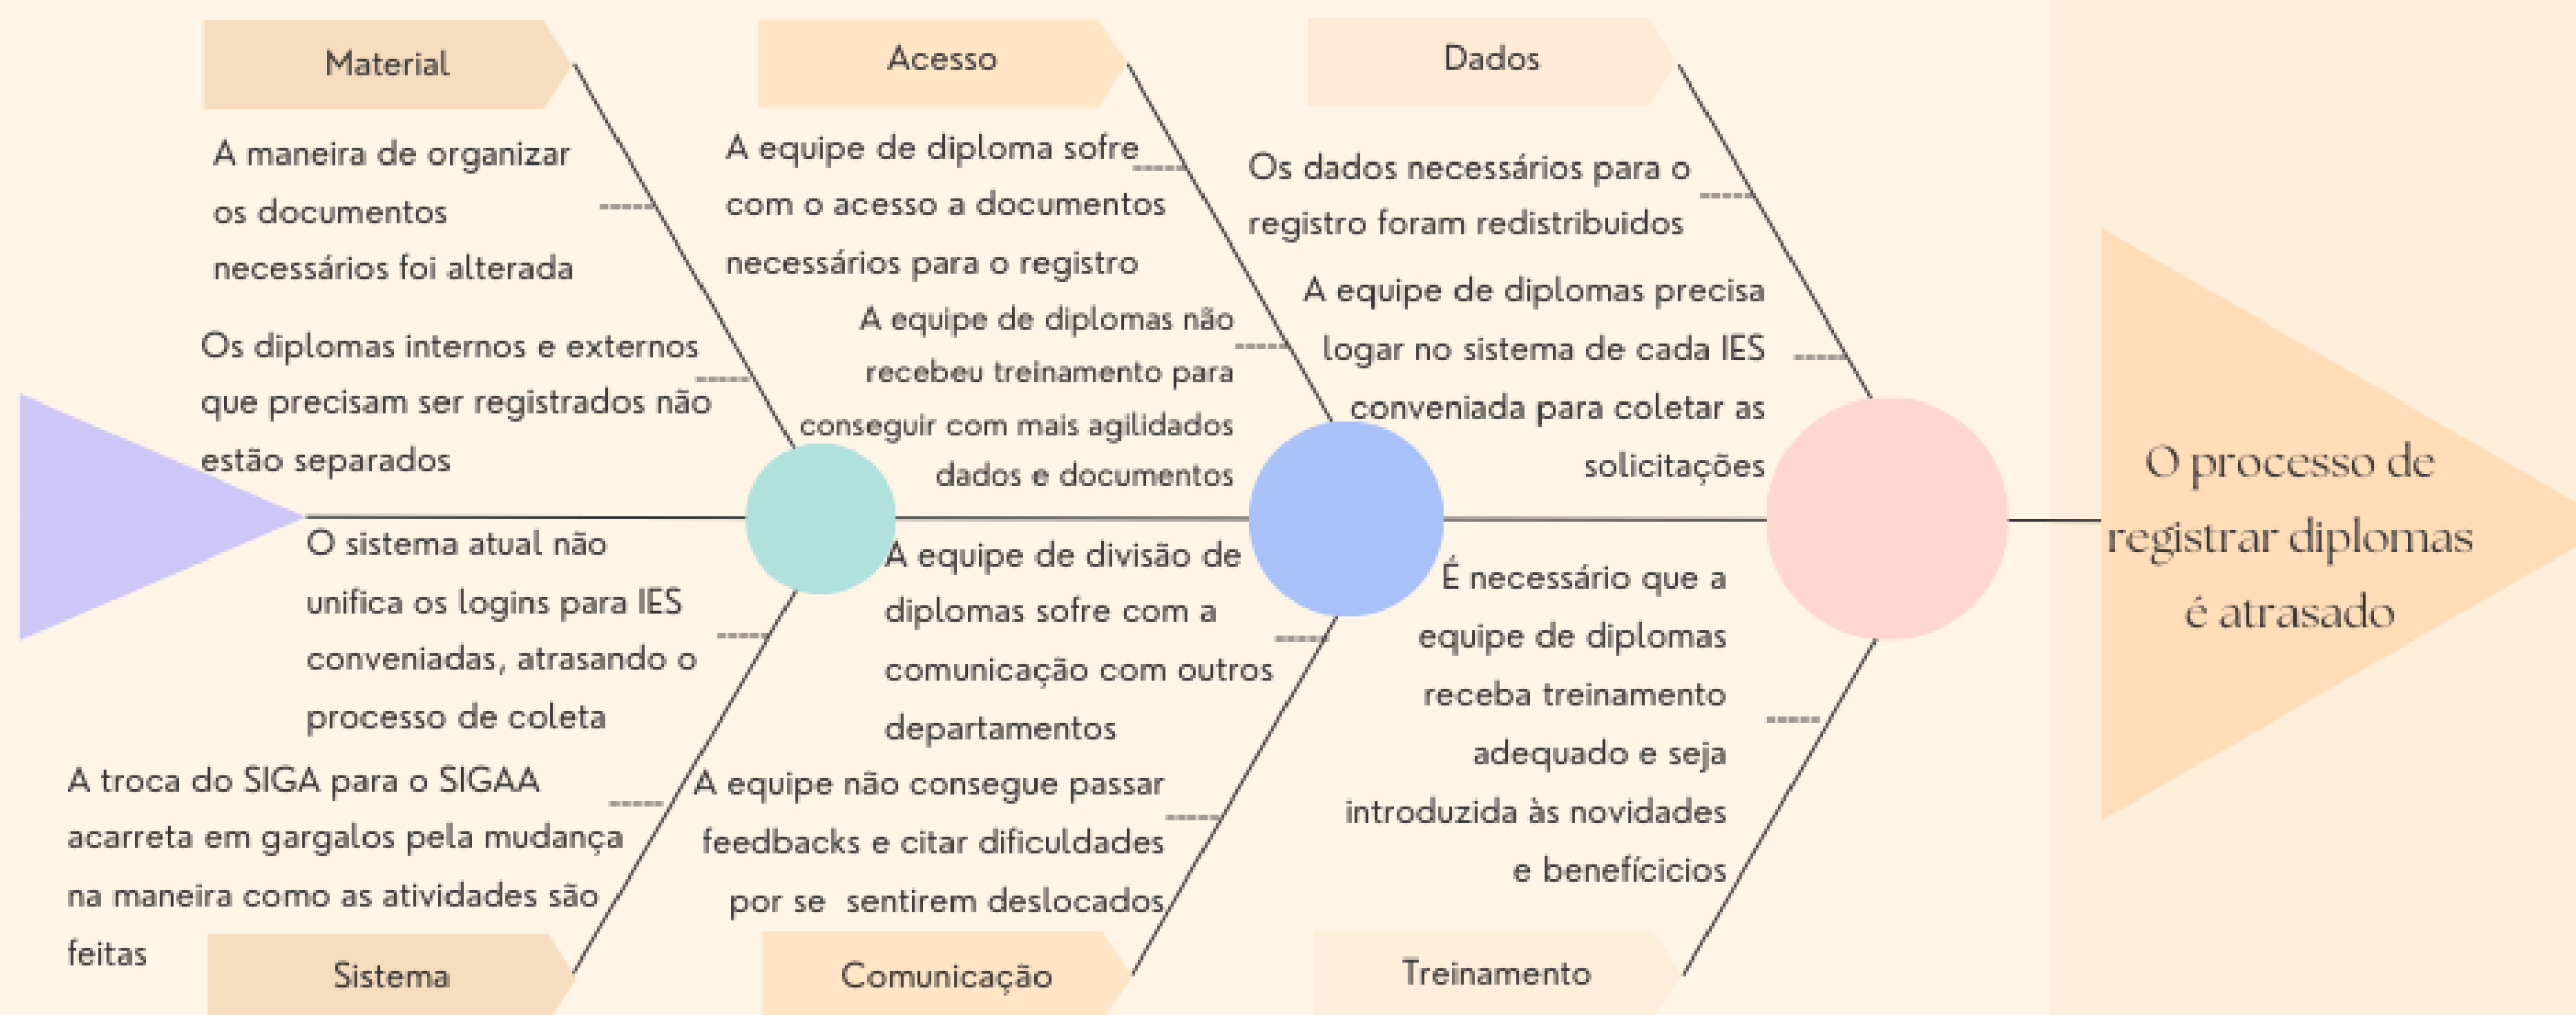 Material
A maneira de organizar
os documentos
necessários foi alterada
Os diplomas internos e externos
que precisam ser registrados não
estão separados
Acesso
A equipe de diploma sofre
com o acesso a documentos
necessários para o registro
A equipe de diplomas não
recebeu treinamento para
conseguir com mais agilidados
dados e documentos
Dados
Os dados necessários para o
registro foram redistribuidos
A equipe de diplomas precisa
logar no sistema de cada IES
conveniada para coletar as
solicitações
O sistema atual não
unifica os logins para IES
conveniadas, atrasando o
processo de coleta
A troca do SIGA para o SIGAA
acarreta em gargalos pela mudança
na maneira como as atividades são
feitas
Sistema
A equipe de divisão de
diplomas sofre com a
comunicação com outros
departamentos
A equipe não consegue passar
feedbacks e citar dificuldades
por se  sentirem deslocados
Comunicação
É necessário que a
equipe de diplomas
receba treinamento
adequado e seja
introduzida às novidades
e benefícicios
Treinamento
O processo de
registrar diplomas
é atrasado